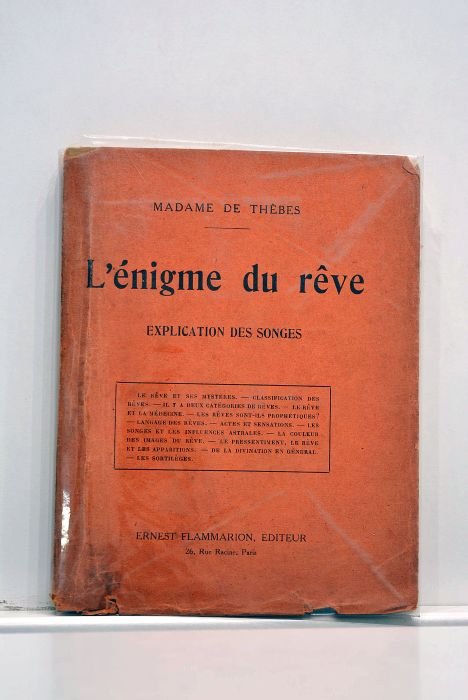 MADAME DE THÈBES
L'énigme du rêve
EXPLICATION DES SONGES
LE RÊVE ET SES MYSTÈRES. — CLASSIFICATION DES
RÊVES. — IL Y A DEUX CATÉGORIES DE RÊVES. — LE RÊVE
ET LA MÉDECINE. — LES RÊVES SONT-ILS PROPHÉTIQUES?
— LANGAGE DES RÊVES. — ACTES ET SENSATIONS. — LES
SONGES ET LES INFLUENCES ASTRALES. — LA COULEUR
DES IMAGES DU RÊVE. — LE PRESSENTIMENT, LE RÊVE
ET LES APPARITIONS. — DE LA DIVINATION EN GÉNÉRAL.
— LES SORTILÈGES.
ERNEST FLAMMARION, ÉDITEUR
26, Rue Racine, Paris